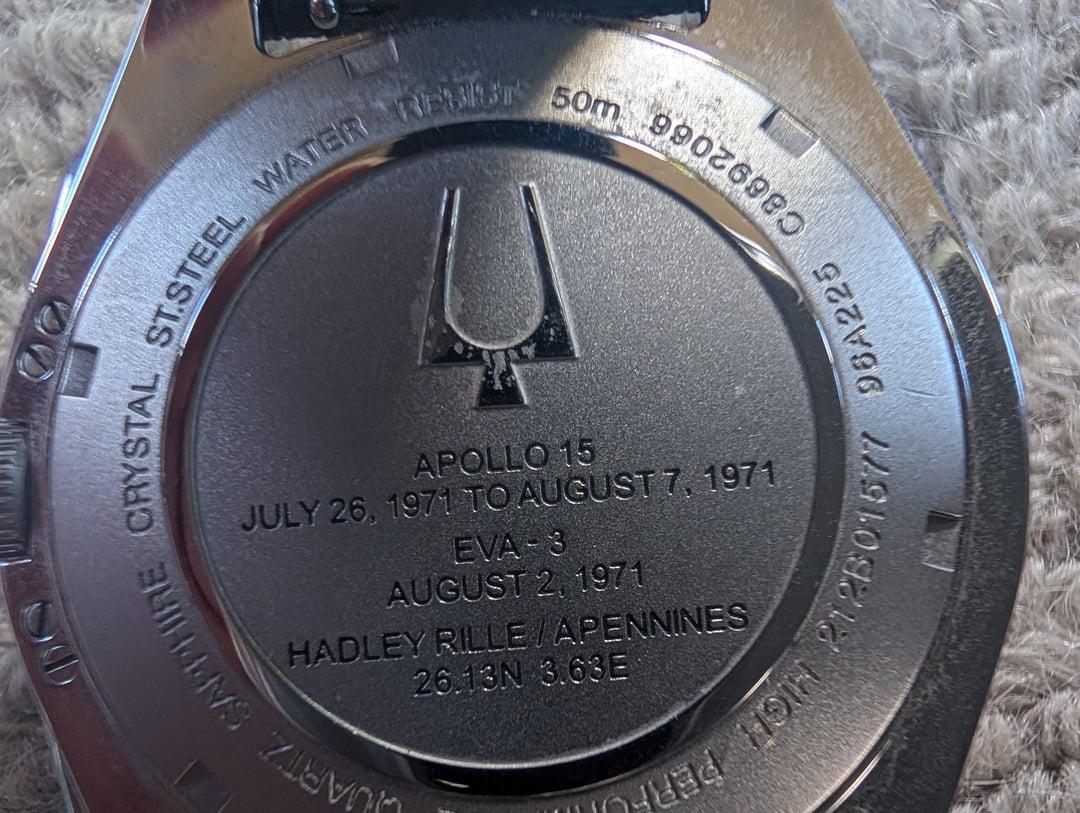 APOLLO 15
JULY 26, 1971 TO AUGUST 7, 1971
EVA - 3
AUGUST 2, 1971
HADLEY RILLE / APENNINES
26.13N 3.63E
QUARTZ SAPPHIRE CRYSTAL ST.STEEL WATER RESIST 50m C8692066 96A225 212B01577 HIGH